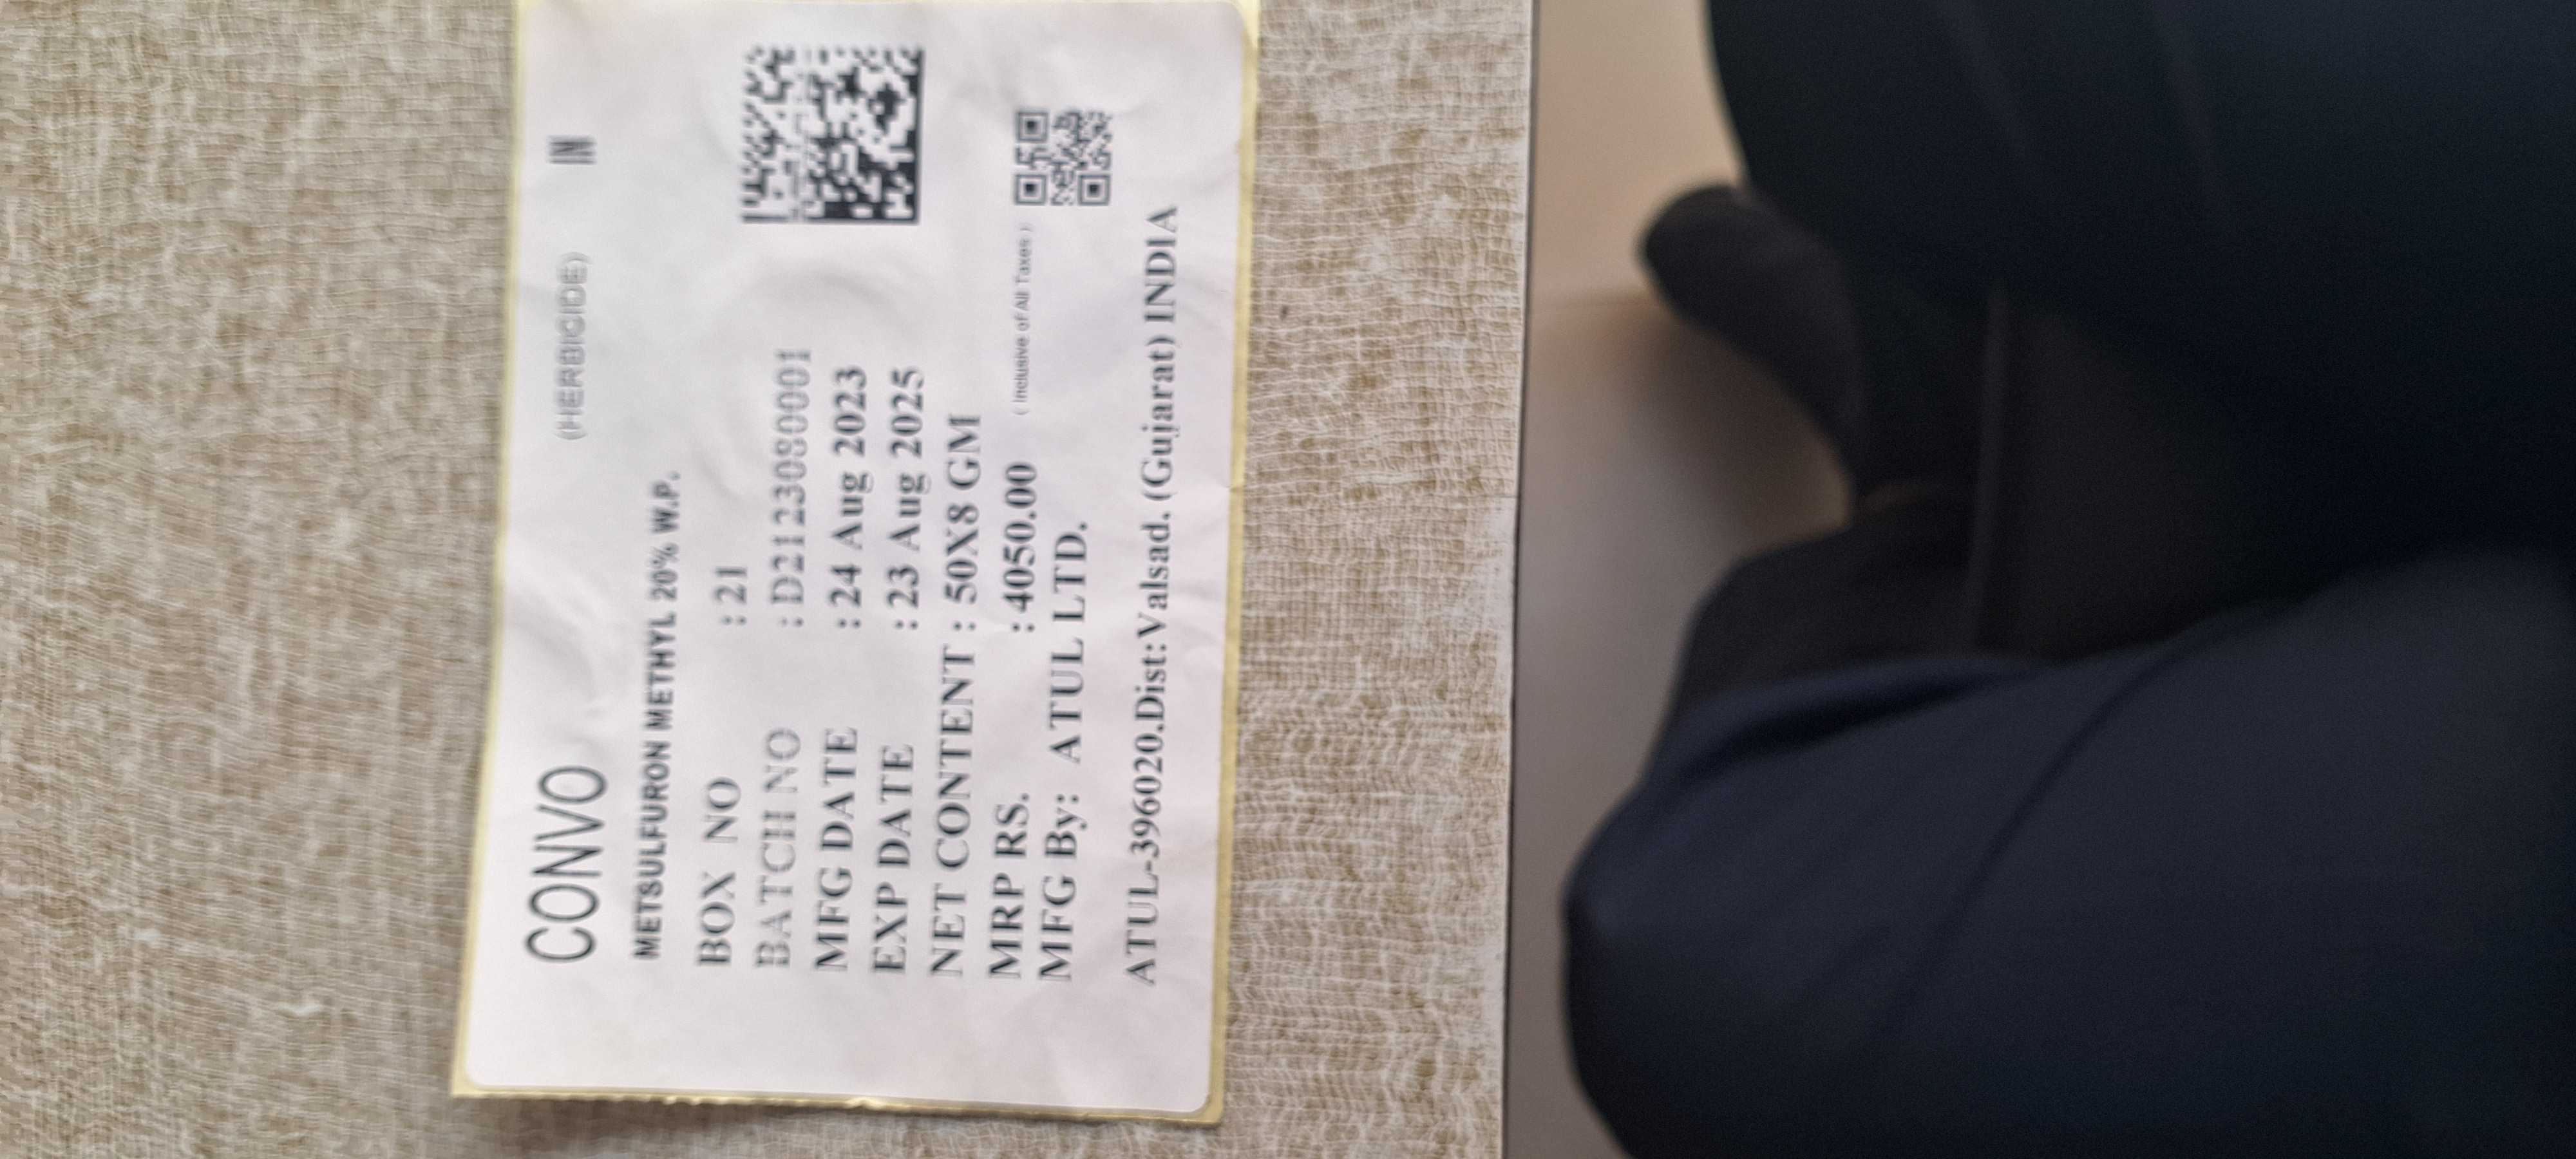 CONVO (HERBICIDE) IN
METSULFURON METHYL 20% W.P.
BOX NO : 21
BATCH NO : D2123080001
MFG DATE : 24 Aug 2023
EXP DATE : 23 Aug 2025
NET CONTENT : 50X8 GM
MRP RS. : 4050.00 ( Inclusive of All Taxes )
MFG By: ATUL LTD.
ATUL-396020.Dist:Valsad. (Gujarat) INDIA